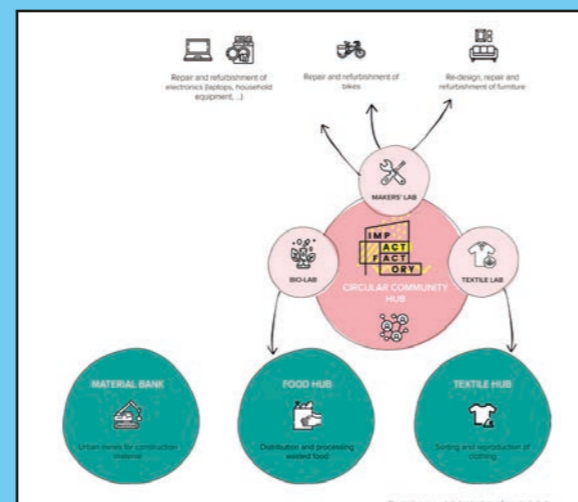 Repair and refurbishment of
electronics (laptops, household
equipment, ...)
Repair and refurbishment of
bikes
Re-design, repair and
refurbishment of furniture
MAKERS' LAB
IMP
ACT
F ACT
ORY
BIO-LAB
TEXTILE LAB
CIRCULAR COMMUNITY
HUB
MATERIAL BANK
Urban mines for construction
material
FOOD HUB
Distribution and processing
wasted food
TEXTILE HUB
Sorting and reproduction of
clothing